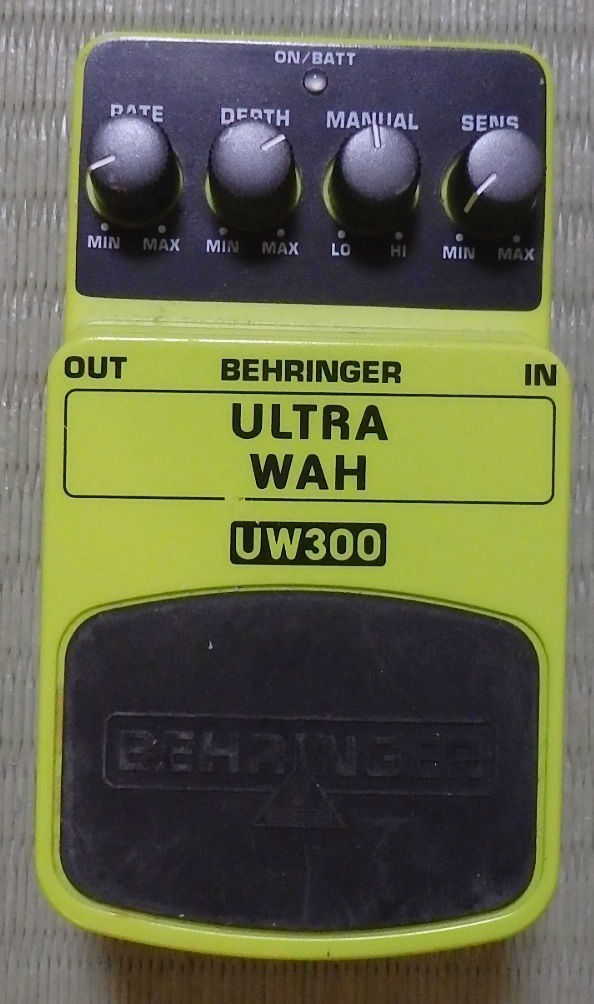 ON/BATT
RATE DEPTH MANUAL SENS
MIN MAX MIN MAX LO HI MIN MAX
OUT BEHRINGER IN
ULTRA
WAH
UW300
BEHRINGER